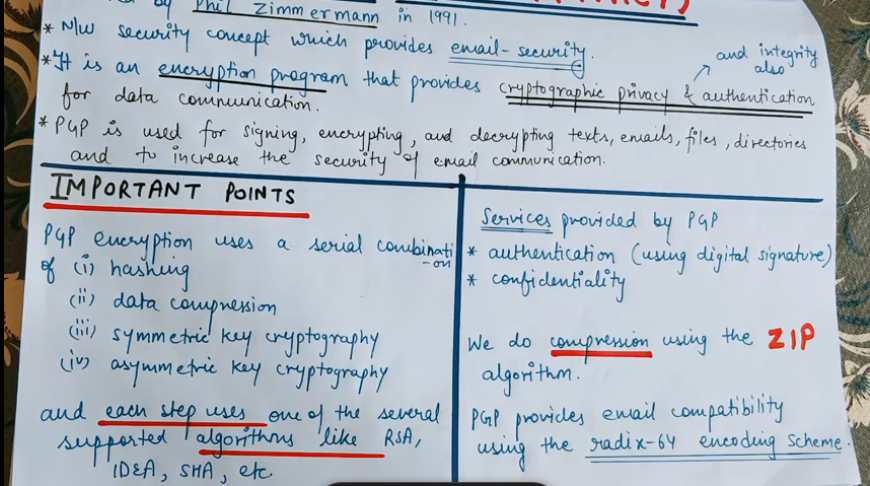 by Phil Zimmermann in 1991.
* N/w security concept which provides email-security.
and integrity
also
* It is an encryption program that provides cryptographic privacy & authentication
for data communication.
* PGP is used for signing, encrypting, and decrypting texts, emails, files, directories
and to increase the security of email communication.
IMPORTANT POINTS
PGP encryption uses a serial combinati
-on
of (i) hashing
(ii) data compression
(iii) symmetric key cryptography
(iv) asymmetric key cryptography
and each step uses one of the several
supported algorithms like RSA,
IDEA, SHA, etc
Services provided by PGP
* authentication (using digital signature)
* confidentiality
We do compression using the ZIP
algorithm.
PGP provides email compatibility
using the radix-64 encoding scheme.